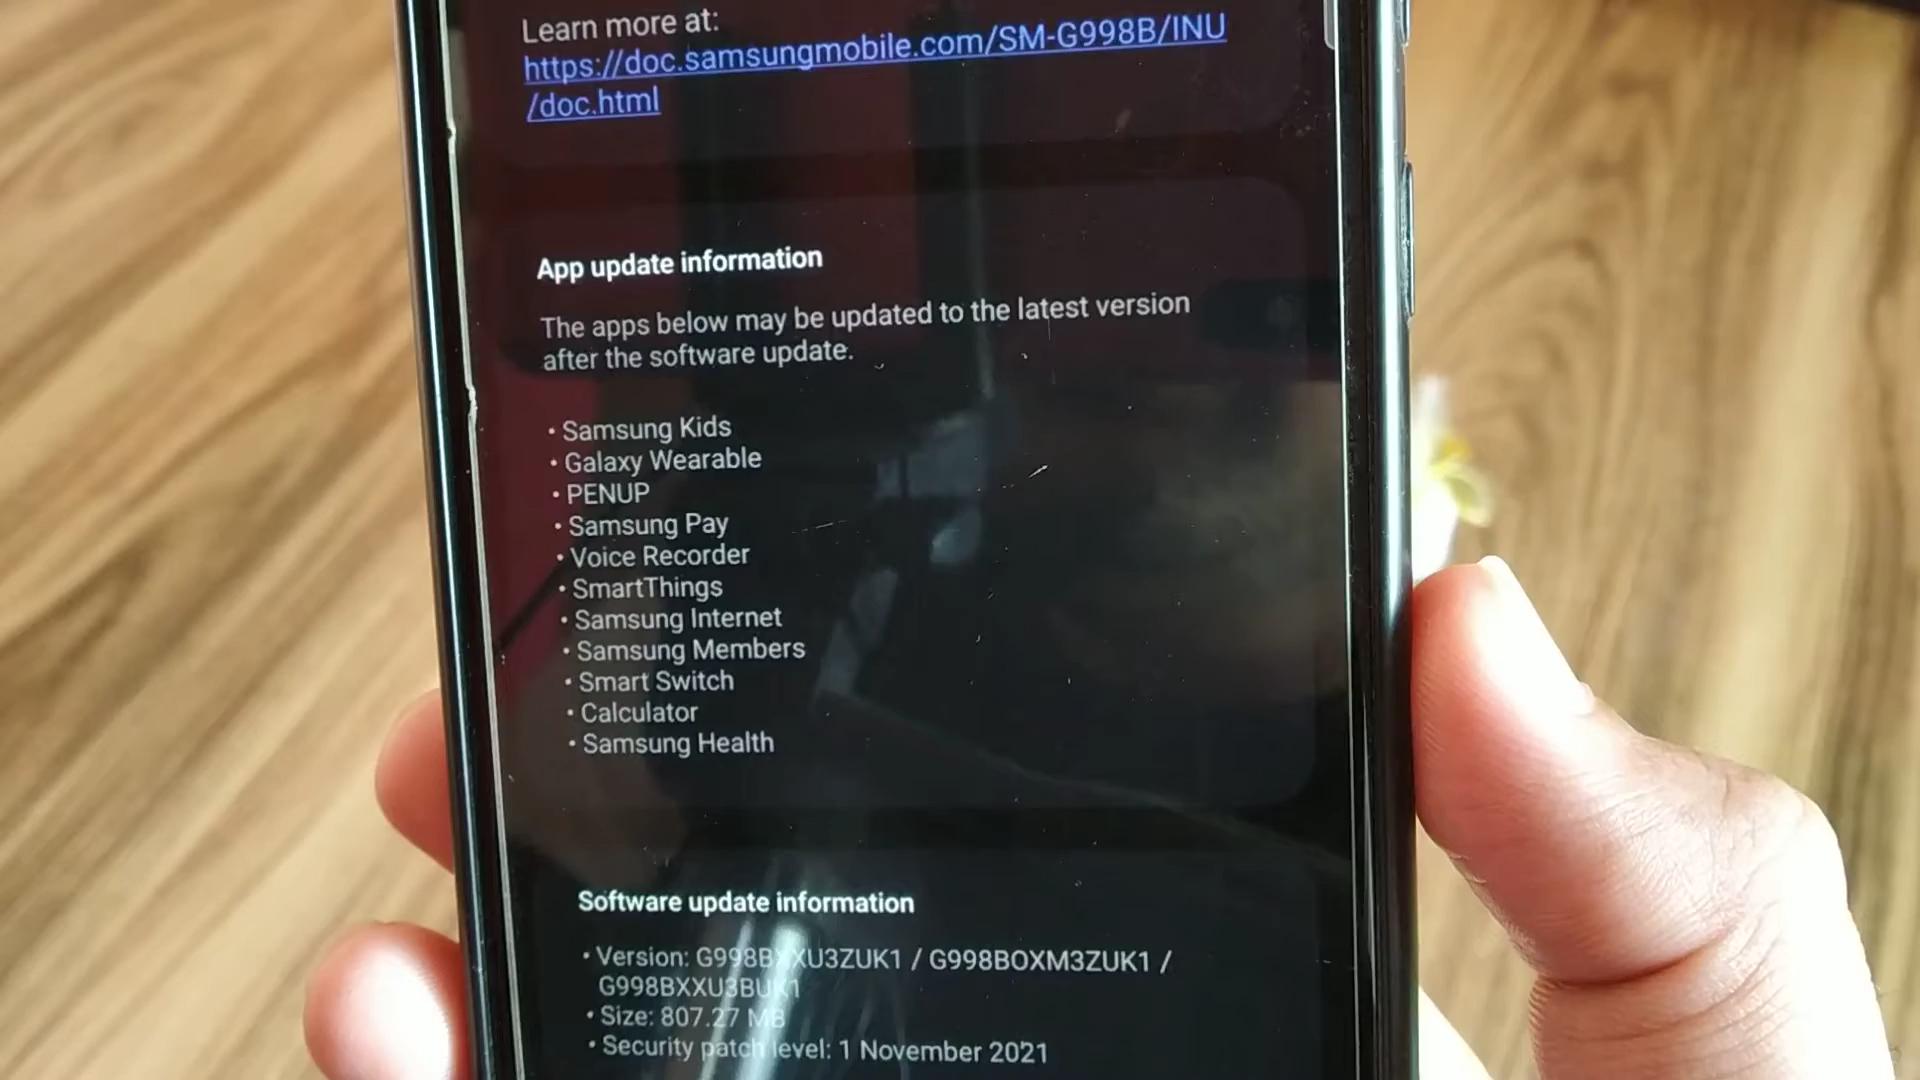 Learn more at:
https://doc.samsungmobile.com/SM-G998B/INU
/doc.html
App update information
The apps below may be updated to the latest version
after the software update.
• Samsung Kids
• Galaxy Wearable
• PENUP
• Samsung Pay
• Voice Recorder
• SmartThings
• Samsung Internet
• Samsung Members
• Smart Switch
• Calculator
• Samsung Health
Software update information
• Version: G998BXXU3ZUK1 / G998BOXM3ZUK1 /
G998BXXU3BUK1
• Size: 807.27 MB
• Security patch level: 1 November 2021